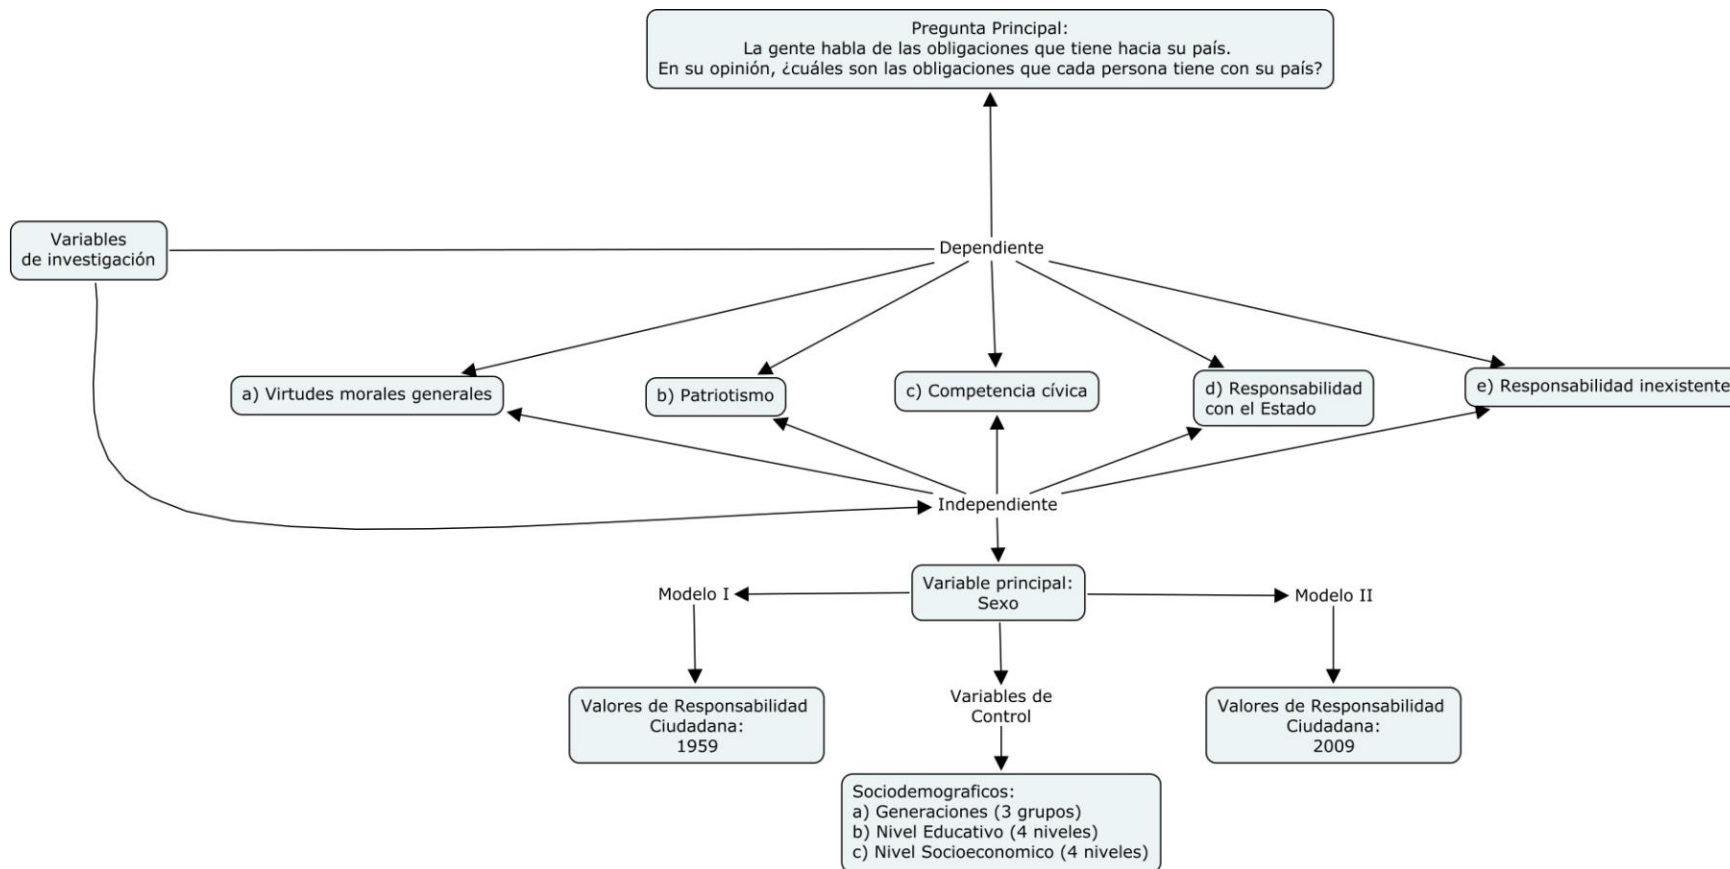 Pregunta Principal:
La gente habla de las obligaciones que tiene hacia su país.
En su opinión, ¿cuáles son las obligaciones que cada persona tiene con su país?
Variables
de investigación
Dependiente
a) Virtudes morales generales
b) Patriotismo
c) Competencia cívica
d) Responsabilidad
con el Estado
e) Responsabilidad inexistente
Independiente
Variable principal:
Sexo
Modelo I
Modelo II
Valores de Responsabilidad
Ciudadana:
1959
Variables de
Control
Valores de Responsabilidad
Ciudadana:
2009
Sociodemograficos:
a) Generaciones (3 grupos)
b) Nivel Educativo (4 niveles)
c) Nivel Socioeconomico (4 niveles)